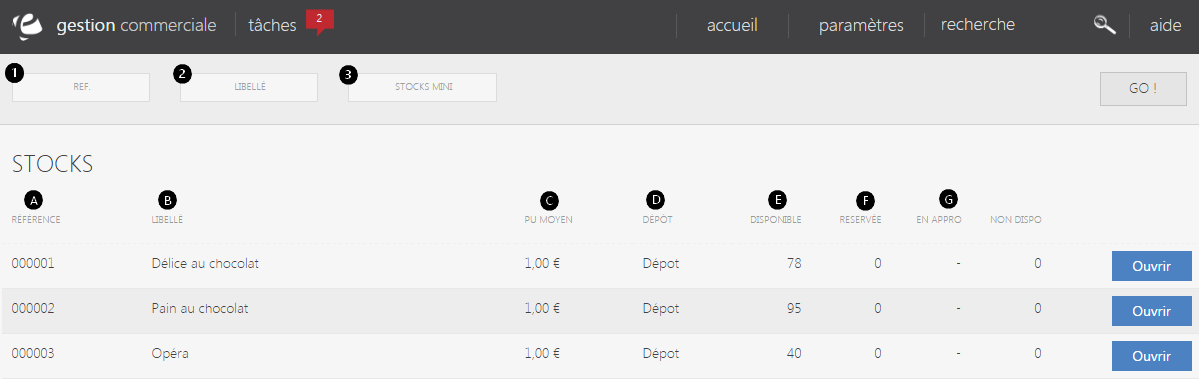 gestion commerciale tâches 2 accueil paramètres recherche aide
1 REF. 2 LIBELLÉ 3 STOCKS MINI GO !
STOCKS
A B C D E F G
RÉFÉRENCE LIBELLÉ PU MOYEN DÉPÔT DISPONIBLE RESERVÉE EN APPRO NON DISPO
000001 Délice au chocolat 1,00 € Dépot 78 0 - 0 Ouvrir
000002 Pain au chocolat 1,00 € Dépot 95 0 - 0 Ouvrir
000003 Opéra 1,00 € Dépot 40 0 - 0 Ouvrir